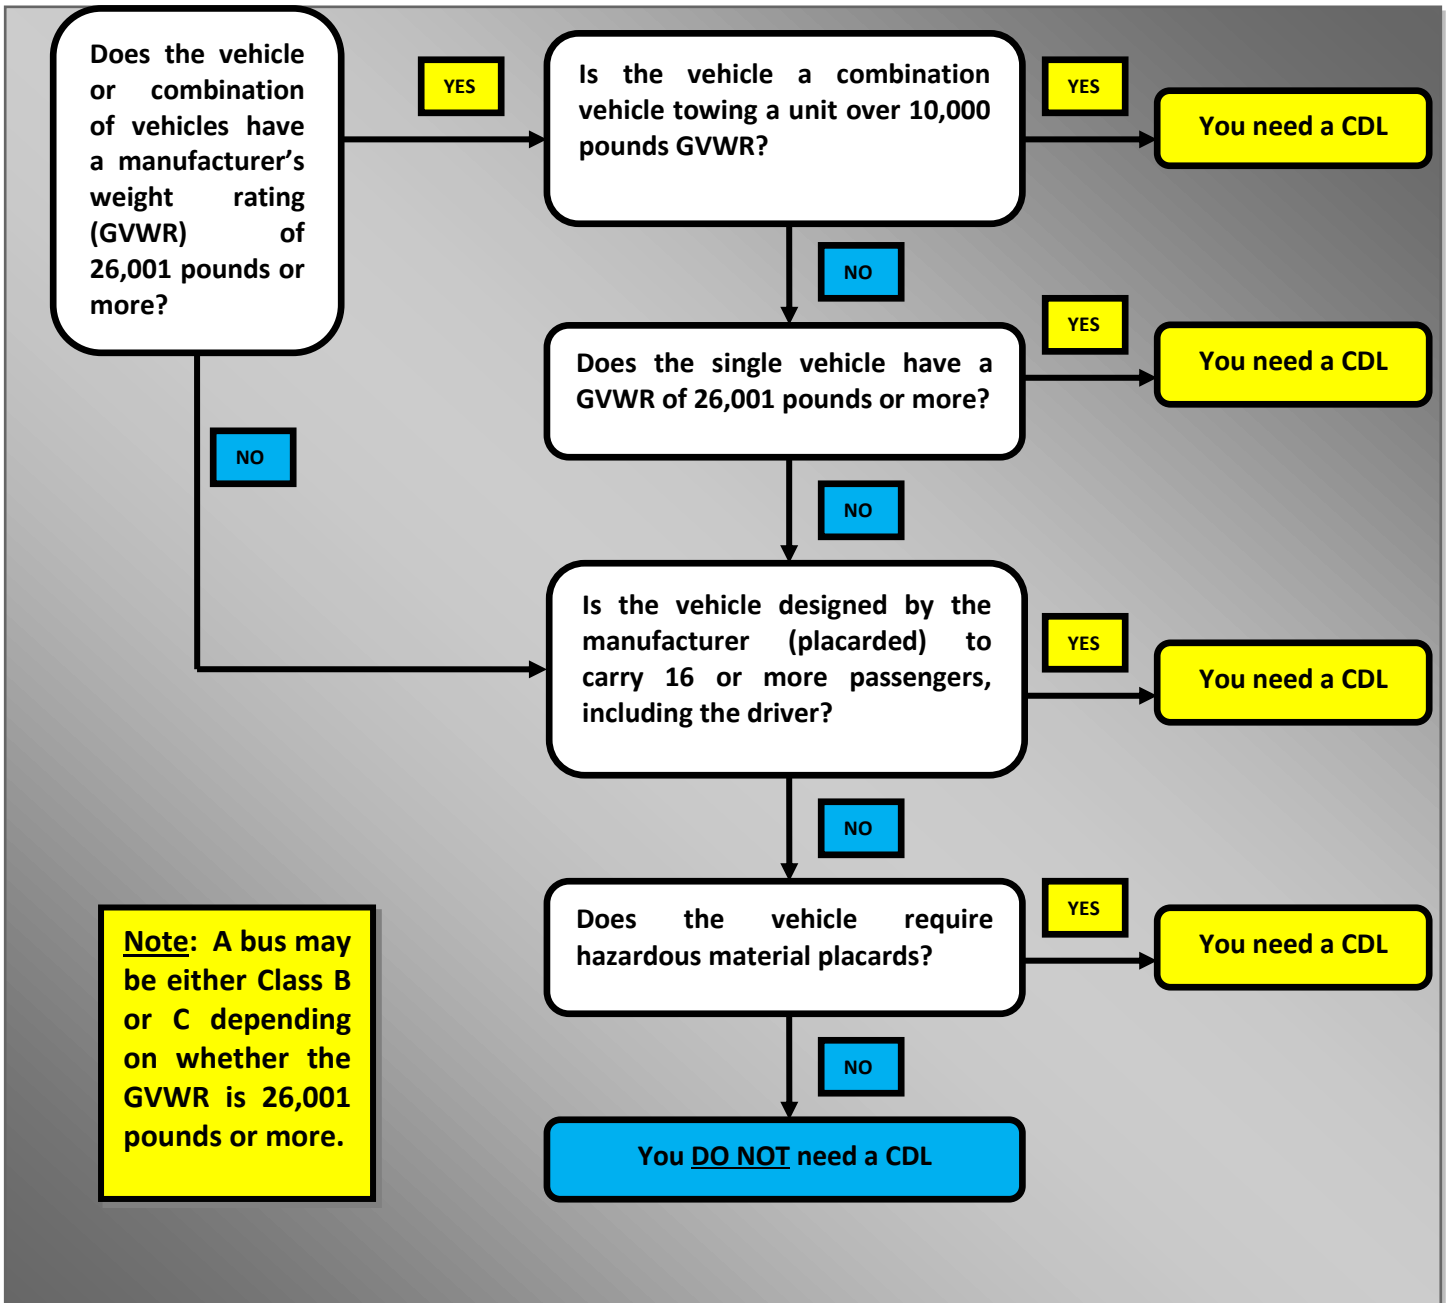 Does the vehicle
or combination
of vehicles have
a manufacturer’s
weight rating
(GVWR) of
26,001 pounds or
more?
YES
Is the vehicle a combination
vehicle towing a unit over 10,000
pounds GVWR?
YES
You need a CDL
NO
Does the single vehicle have a
GVWR of 26,001 pounds or more?
YES
You need a CDL
NO
NO
Is the vehicle designed by the
manufacturer (placarded) to
carry 16 or more passengers,
including the driver?
YES
You need a CDL
NO
Does the vehicle require
hazardous material placards?
YES
You need a CDL
NO
You DO NOT need a CDL
Note: A bus may
be either Class B
or C depending
on whether the
GVWR is 26,001
pounds or more.